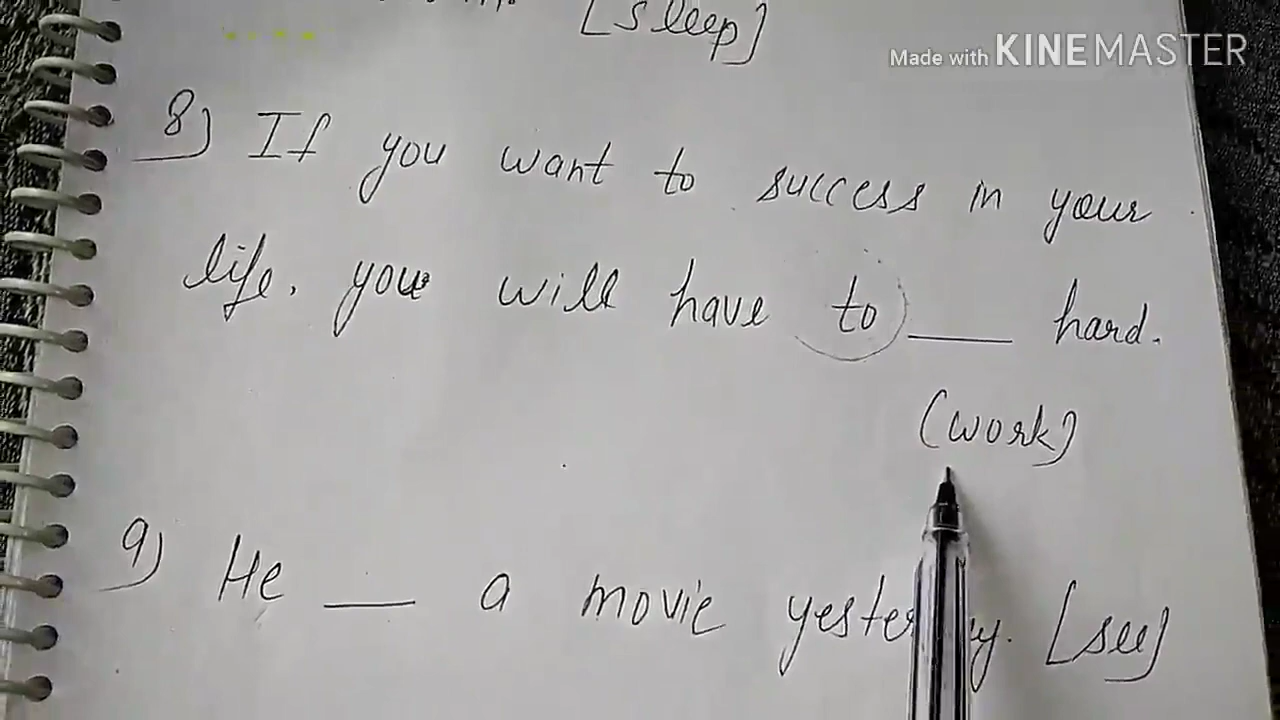 [sleep]
Made with KINEMASTER
8) If you want to success in your
life, you will have to ___ hard.
(work)
9) He ___ a movie yesterday. [see]